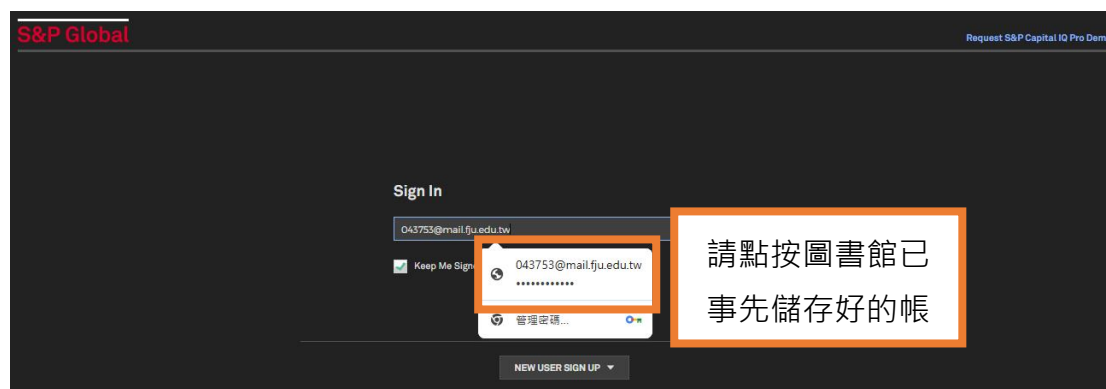 S&P Global
Request S&P Capital IQ Pro Dem
Sign In
043753@mail.fju.edu.tw
Keep Me Sign
043753@mail.fju.edu.tw
••••••••••••
管理密碼...
請點按圖書館已
事先儲存好的帳
NEW USER SIGN UP